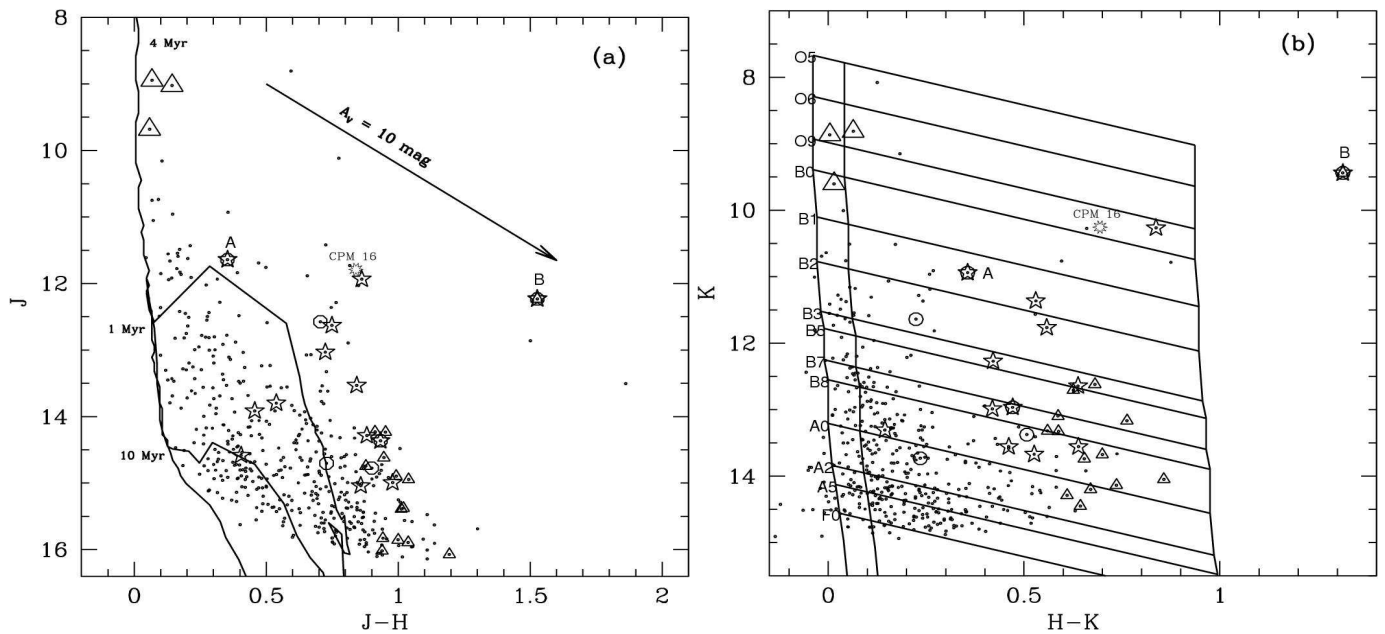 8
10
12
14
16
J
0
0.5
1
1.5
2
J−H
(a)
4 Myr
1 Myr
10 Myr
A_V = 10 mag
A
CPM 16
B
8
10
12
14
K
0
0.5
1
H−K
(b)
O5
O6
O9
B0
B1
B2
B3
B5
B7
B8
A0
A2
A5
F0
B
CPM 16
A